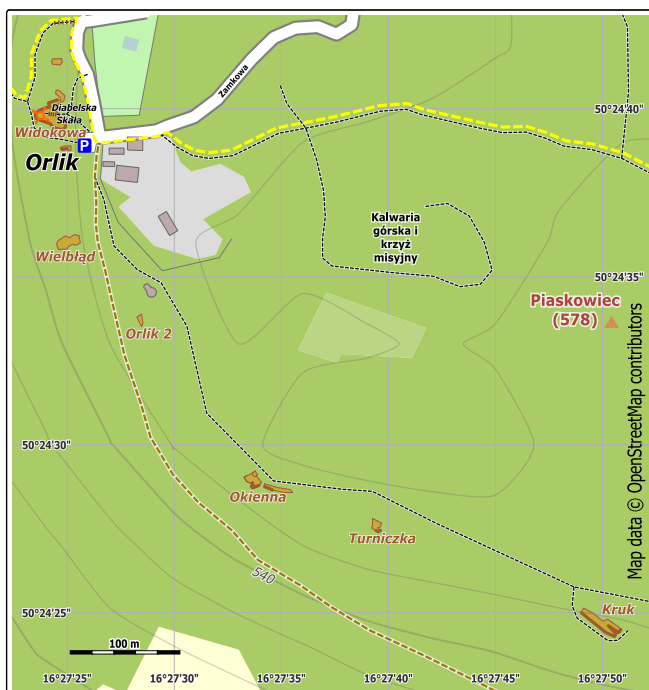 Zamkowa
Diabelska
Skała
50°24'40"
Widokowa
P
Orlik
Kalwaria
górska i
krzyż
misyjny
Wielbłąd
50°24'35"
Piaskowiec
(578)
Orlik 2
Map data © OpenStreetMap contributors
50°24'30"
Okienna
Turniczka
540
50°24'25"
Kruk
100 m
16°27'25" 16°27'30" 16°27'35" 16°27'40" 16°27'45" 16°27'50"